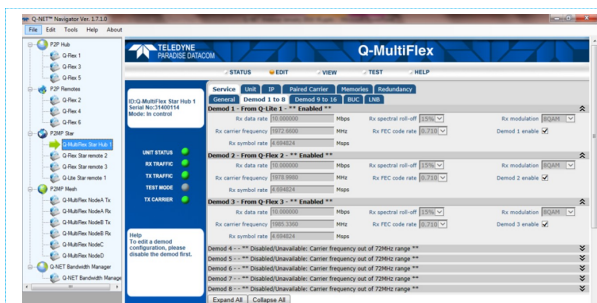 Q-NET™ Navigator Ver. 1.7.1.0
File Edit Tools Help About
P2P Hub
Q-Flex 1
Q-Flex 3
Q-Flex 5
P2P Remotes
Q-Flex 2
Q-Flex 4
Q-Flex 6
P2MP Star
Q-MultiFlex Star Hub 1
Q-Flex Star remote 2
Q-Flex Star remote 3
Q-Lite Star remote 1
P2MP Mesh
Q-MultiFlex NodeA Tx
Q-MultiFlex NodeA Rx
Q-MultiFlex NodeB Tx
Q-MultiFlex NodeB Rx
Q-MultiFlex NodeC
Q-MultiFlex NodeD
Q-NET Bandwidth Manager
Q-NET Bandwidth Manage
TELEDYNE
PARADISE DATACOM
Q-MultiFlex
STATUS EDIT VIEW TEST HELP
ID:Q-MultiFlex Star Hub 1
Serial No:31400114
Mode: In control
UNIT STATUS
RX TRAFFIC
TX TRAFFIC
TEST MODE
TX CARRIER
Help
To edit a demod
configuration, please
disable the demod first.
Service Unit IP Paired Carrier Memories Redundancy
General Demod 1 to 8 Demod 9 to 16 BUC LNB
Demod 1 - From Q-Lite 1 - ** Enabled **
Rx data rate 10.000000 Mbps Rx spectral roll-off 15% Rx modulation 8QAM
Rx carrier frequency 1972.6600 MHz Rx FEC code rate 0.710 Demod 1 enable
Rx symbol rate 4.694824 Msps
Demod 2 - From Q-Flex 2 - ** Enabled **
Rx data rate 10.000000 Mbps Rx spectral roll-off 15% Rx modulation 8QAM
Rx carrier frequency 1978.9980 MHz Rx FEC code rate 0.710 Demod 2 enable
Rx symbol rate 4.694824 Msps
Demod 3 - From Q-Flex 3 - ** Enabled **
Rx data rate 10.000000 Mbps Rx spectral roll-off 15% Rx modulation 8QAM
Rx carrier frequency 1985.3360 MHz Rx FEC code rate 0.710 Demod 3 enable
Rx symbol rate 4.694824 Msps
Demod 4 - - ** Disabled/Unavailable: Carrier frequency out of 72MHz range **
Demod 5 - - ** Disabled/Unavailable: Carrier frequency out of 72MHz range **
Demod 6 - - ** Disabled/Unavailable: Carrier frequency out of 72MHz range **
Demod 7 - - ** Disabled/Unavailable: Carrier frequency out of 72MHz range **
Demod 8 - - ** Disabled/Unavailable: Carrier frequency out of 72MHz range **
Expand All Collapse All